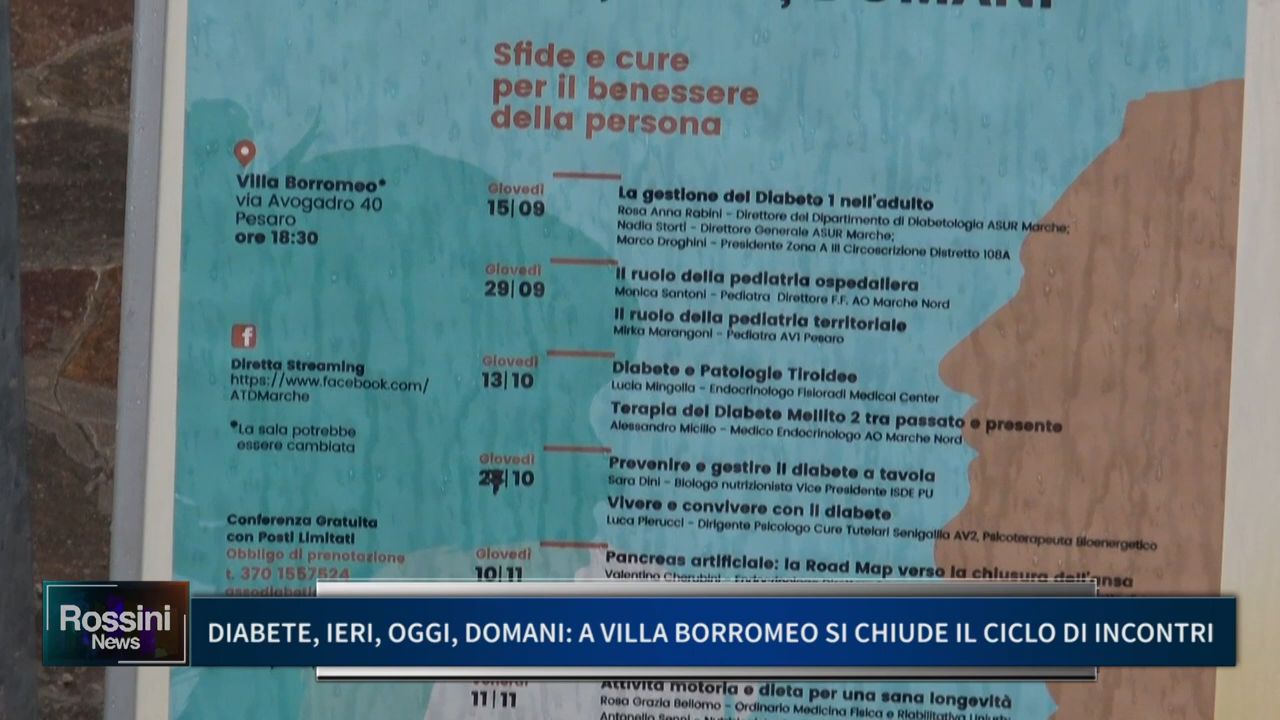 DOMANI
Sfide e cure
per il benessere
della persona
Villa Borromeo*
via Avogadro 40
Pesaro
ore 18:30
Diretta Streaming
https://www.facebook.com/
ATDMarche
*La sala potrebbe
essere cambiata
Conferenza Gratuita
con Posti Limitati
Obbligo di prenotazione
t. 370 1557524
Giovedì
15|09
La gestione del Diabete 1 nell'adulto
Rosa Anna Rabini - Direttore del Dipartimento di Diabetologia ASUR Marche;
Nadia Storti - Direttore Generale ASUR Marche;
Marco Droghini - Presidente Zona A III Circoscrizione Distretto 108A
Giovedì
29|09
Il ruolo della pediatria ospedaliera
Monica Santoni - Pediatra Direttore F.F. AO Marche Nord
Il ruolo della pediatria territoriale
Mirka Marangoni - Pediatra AV1 Pesaro
Giovedì
13|10
Diabete e Patologie Tiroidee
Lucia Mingolla - Endocrinologo Fisioradi Medical Center
Terapia del Diabete Mellito 2 tra passato e presente
Alessandro Micillo - Medico Endocrinologo AO Marche Nord
Giovedì
|10
Prevenire e gestire il diabete a tavola
Sara Dini - Biologo nutrizionista Vice Presidente ISDE PU
Vivere e convivere con il diabete
Luca Pierucci - Dirigente Psicologo Cure Tutelari Senigallia AV2, Psicoterapeuta Bioenergetico
Giovedì
10|11
Pancreas artificiale: la Road Map verso la chiusura dell'ansa
Valentino Cherubini - Endocrinologo
Rossini
News
DIABETE, IERI, OGGI, DOMANI: A VILLA BORROMEO SI CHIUDE IL CICLO DI INCONTRI
11|11
Attività motoria e dieta per una sana longevità
Rosa Grazia Bellomo - Ordinario Medicina Fisica e Riabilitativa